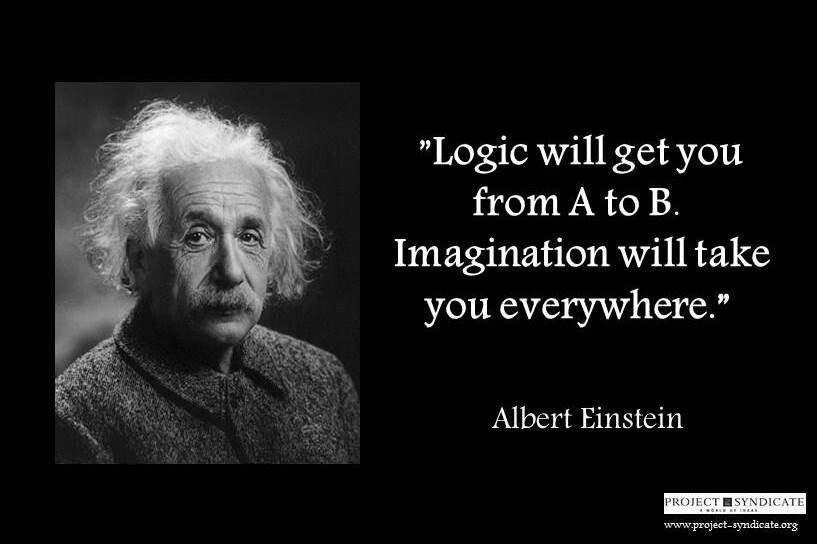 ”Logic will get you
from A to B.
Imagination will take
you everywhere.”
Albert Einstein
PROJECT SYNDICATE
A WORLD OF IDEAS
www.project-syndicate.org